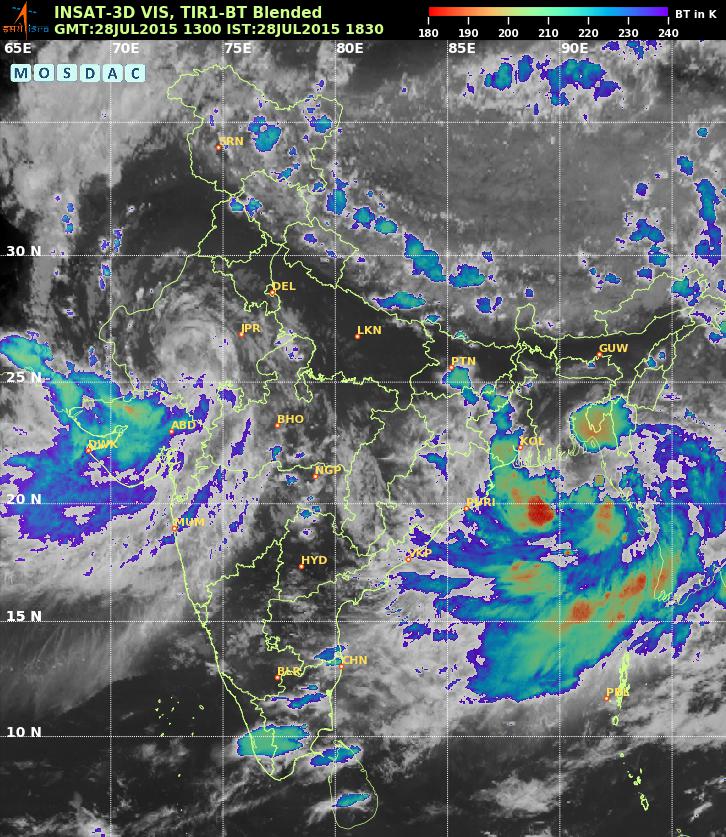 INSAT-3D VIS, TIR1-BT Blended
GMT:28JUL2015 1300 IST:28JUL2015 1830
BT in K
180 190 200 210 220 230 240
65E 70E 75E 80E 85E 90E
M O S D A C
SRN
30 N
DEL
JPR
LKN
GUW
PTN
25 N
BHO
ABD
KOL
DWK
NGP
20 N
PURI
MUM
VKP
HYD
15 N
CHN
BLR
PBL
10 N